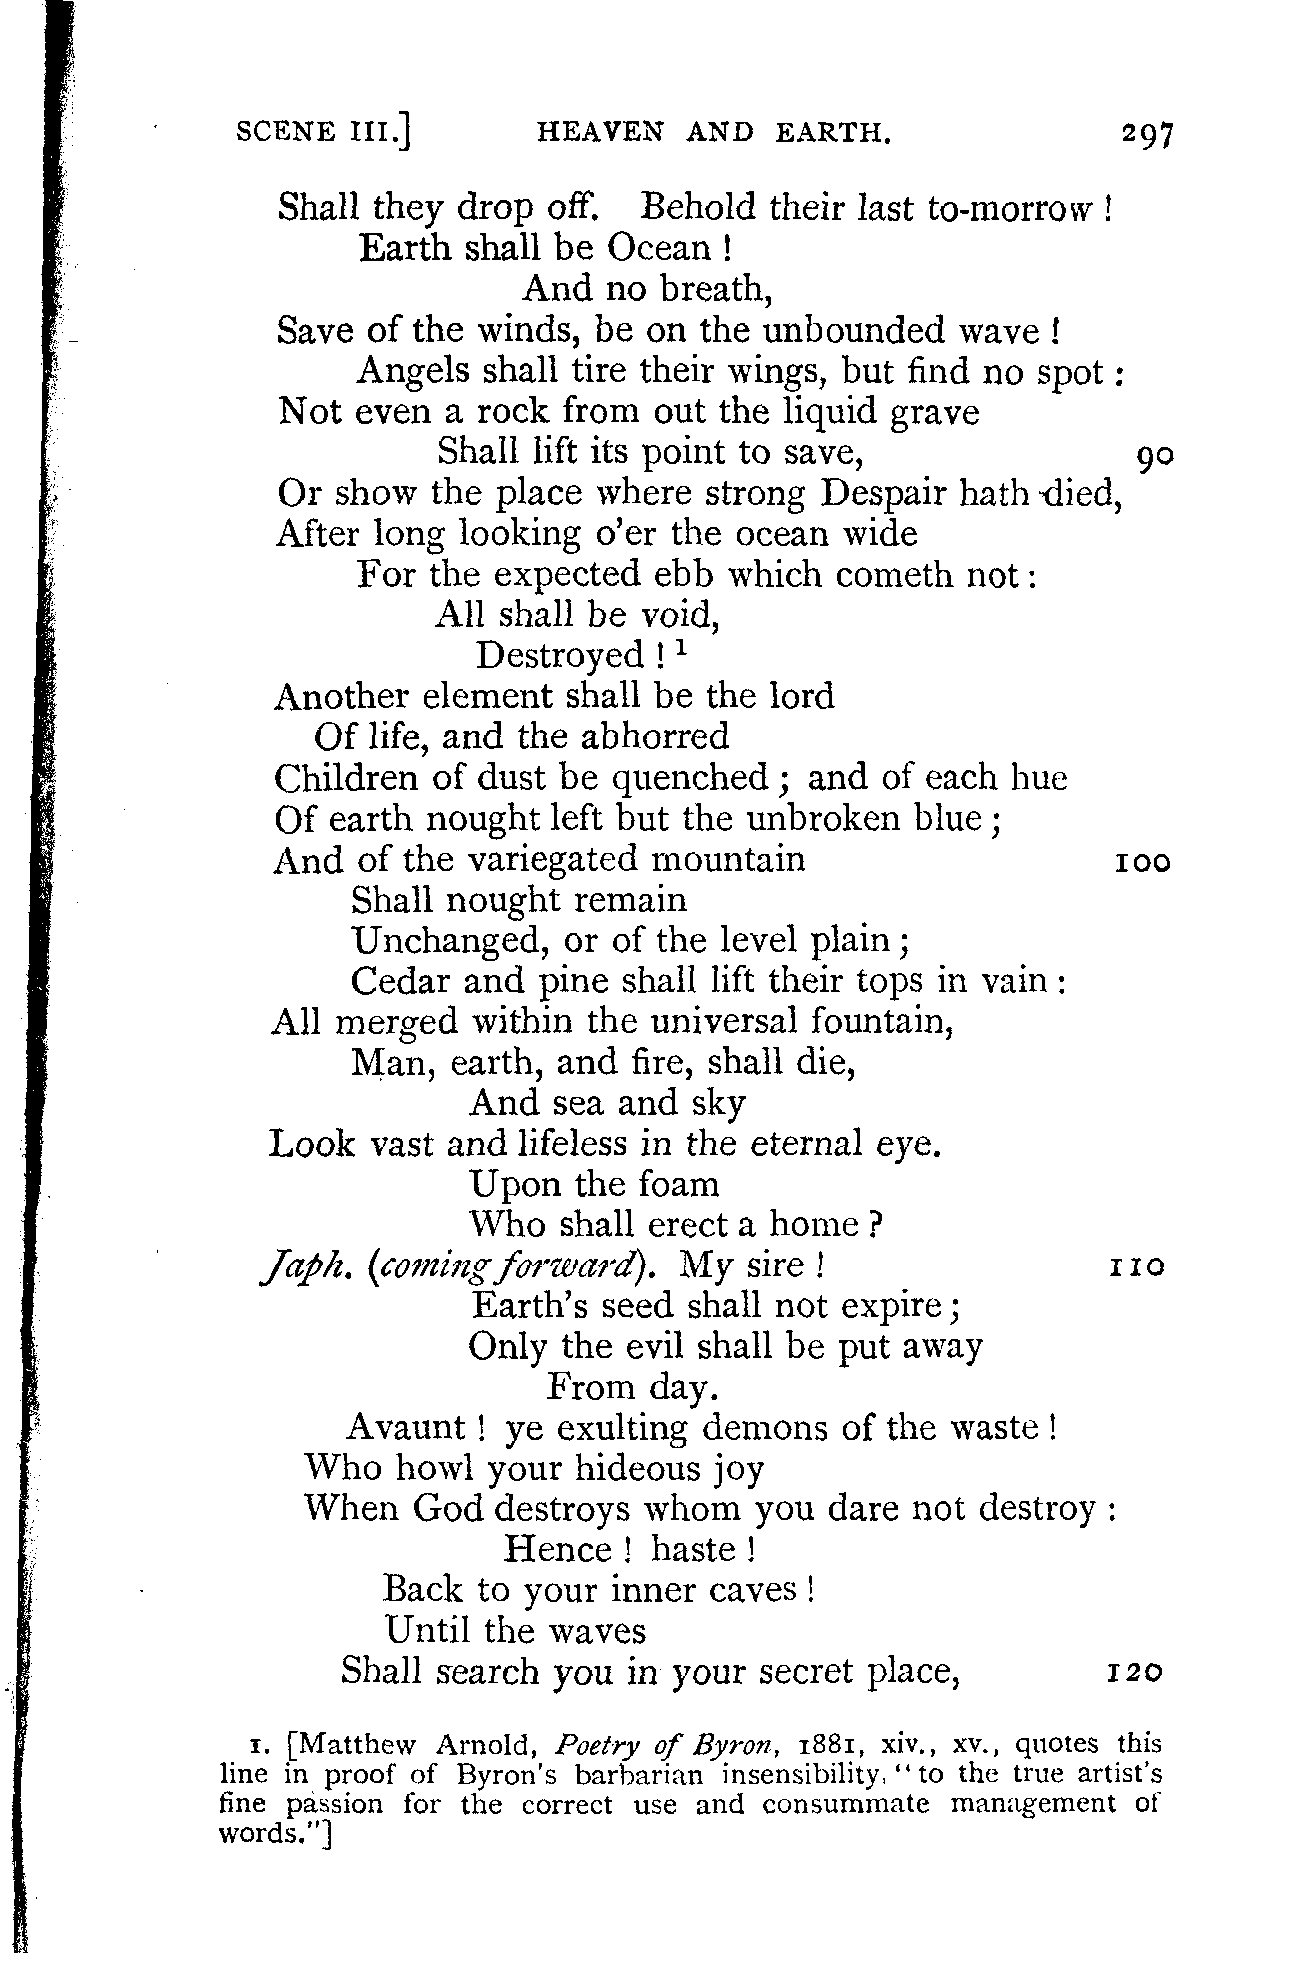 SCENE III.] HEAVEN AND EARTH. 297
Shall they drop off. Behold their last to-morrow !
Earth shall be Ocean !
And no breath,
Save of the winds, be on the unbounded wave !
Angels shall tire their wings, but find no spot :
Not even a rock from out the liquid grave
Shall lift its point to save, 90
Or show the place where strong Despair hath died,
After long looking o'er the ocean wide
For the expected ebb which cometh not :
All shall be void,
Destroyed ! ¹
Another element shall be the lord
Of life, and the abhorred
Children of dust be quenched ; and of each hue
Of earth nought left but the unbroken blue ;
And of the variegated mountain 100
Shall nought remain
Unchanged, or of the level plain ;
Cedar and pine shall lift their tops in vain :
All merged within the universal fountain,
Man, earth, and fire, shall die,
And sea and sky
Look vast and lifeless in the eternal eye.
Upon the foam
Who shall erect a home ?
Japh. (coming forward). My sire ! 110
Earth's seed shall not expire ;
Only the evil shall be put away
From day.
Avaunt ! ye exulting demons of the waste !
Who howl your hideous joy
When God destroys whom you dare not destroy :
Hence ! haste !
Back to your inner caves !
Until the waves
Shall search you in your secret place, 120
1. [Matthew Arnold, Poetry of Byron, 1881, xiv., xv., quotes this
line in proof of Byron's barbarian insensibility, "to the true artist's
fine passion for the correct use and consummate management of
words."]